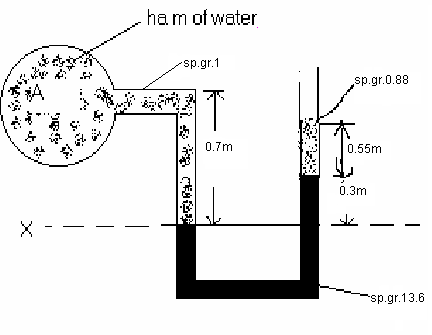 ha m of water
sp.gr.1
sp.gr.0.88
A
0.7m
0.55m
0.3m
X
sp.gr.13.6